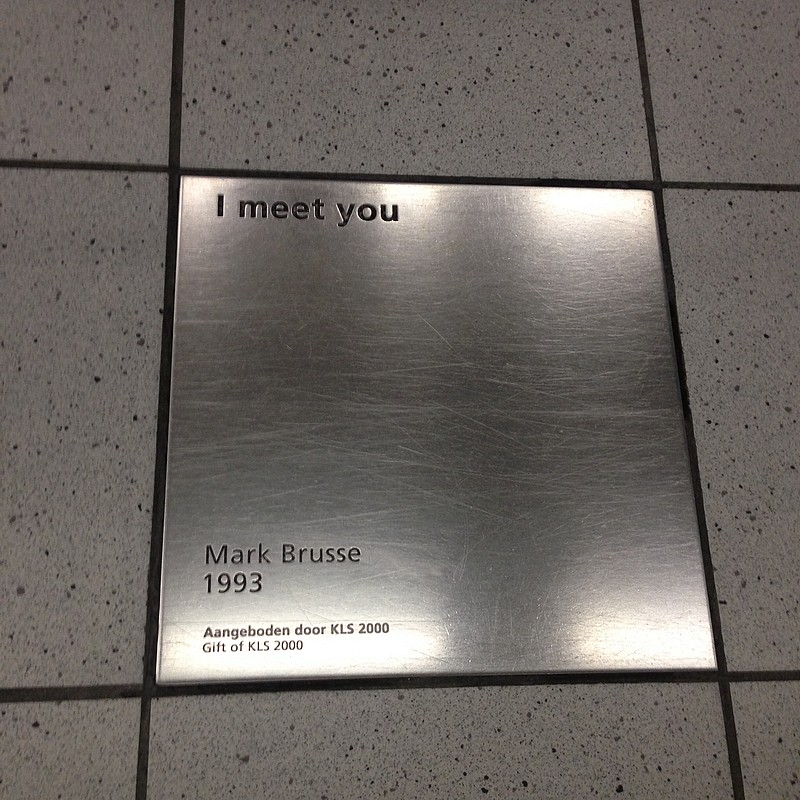 I meet you
Mark Brusse
1993
Aangeboden door KLS 2000
Gift of KLS 2000